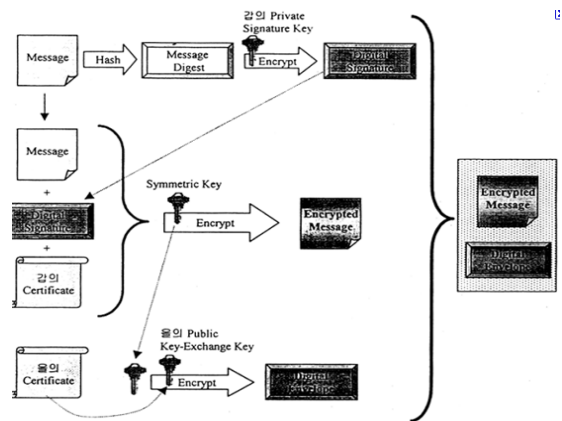 갑의 Private
Signature Key
Message
Hash
Message
Digest
Encrypt
Digital
Signature
Message
+
Symmetric Key
Digital
Signature
Encrypt
Encrypted
Message
+
갑의
Certificate
Encrypted
Message
Digital
Envelope
을의 Public
Key-Exchange Key
을의
Certificate
Encrypt
Digital
Envelope